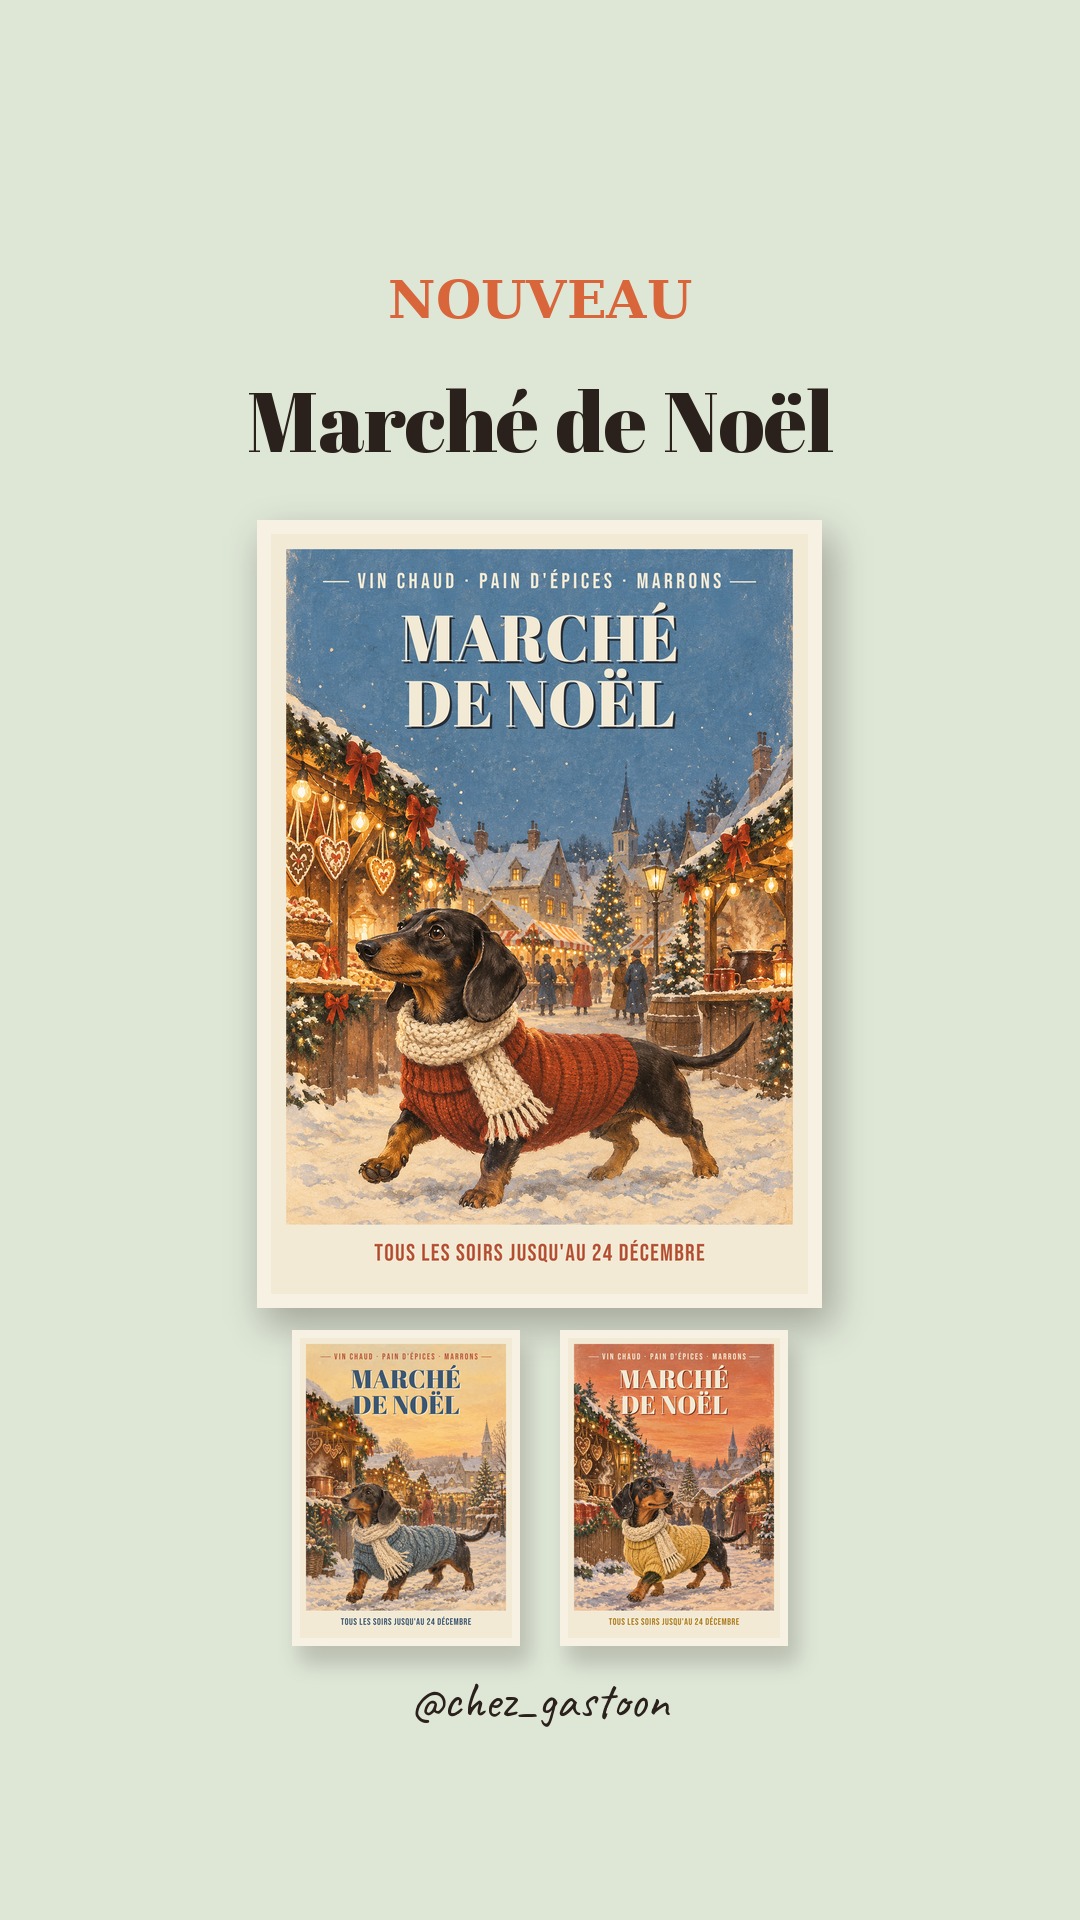 NOUVEAU
Marché de Noël
VIN CHAUD · PAIN D'ÉPICES · MARRONS
MARCHÉ
DE NOËL
TOUS LES SOIRS JUSQU'AU 24 DÉCEMBRE
VIN CHAUD · PAIN D'ÉPICES · MARRONS
MARCHÉ
DE NOËL
TOUS LES SOIRS JUSQU'AU 24 DÉCEMBRE
VIN CHAUD · PAIN D'ÉPICES · MARRONS
MARCHÉ
DE NOËL
TOUS LES SOIRS JUSQU'AU 24 DÉCEMBRE
@chez_gastoon